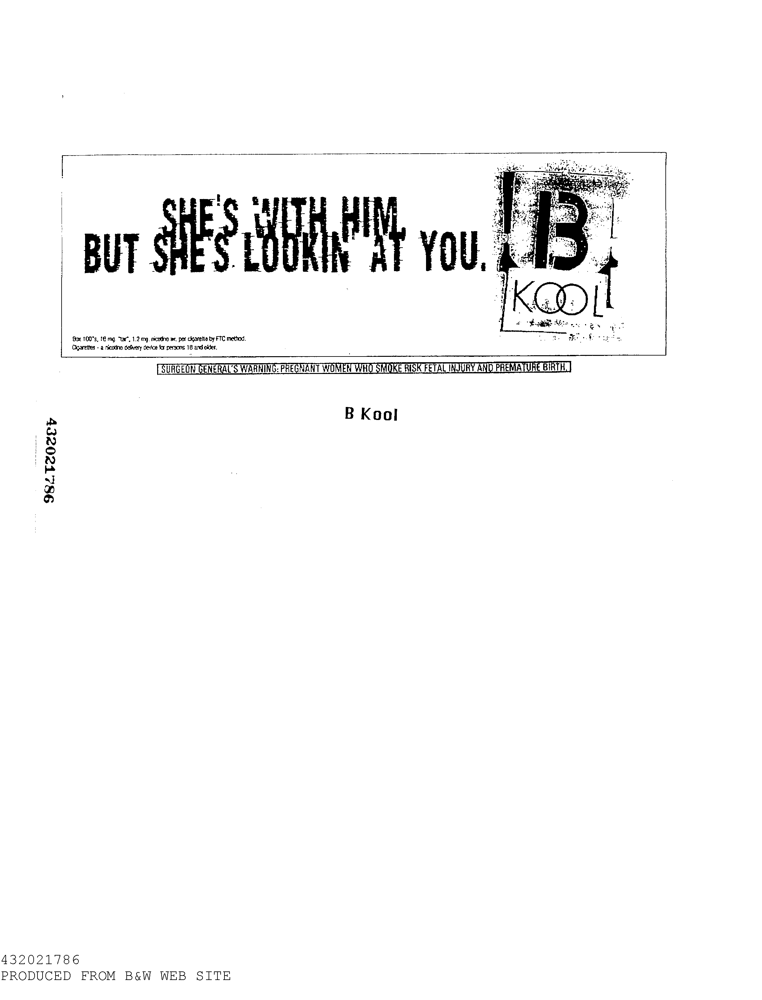 SHE'S WITH HIM,
BUT SHE'S LOOKIN' AT YOU.
B
KOOL
Box 100's, 16 mg. "tar", 1.2 mg. nicotine av. per cigarette by FTC method.
Cigarettes - a nicotine delivery device for persons 18 and older.
SURGEON GENERAL'S WARNING: PREGNANT WOMEN WHO SMOKE RISK FETAL INJURY AND PREMATURE BIRTH.
B Kool
432021786
432021786
PRODUCED FROM B&W WEB SITE